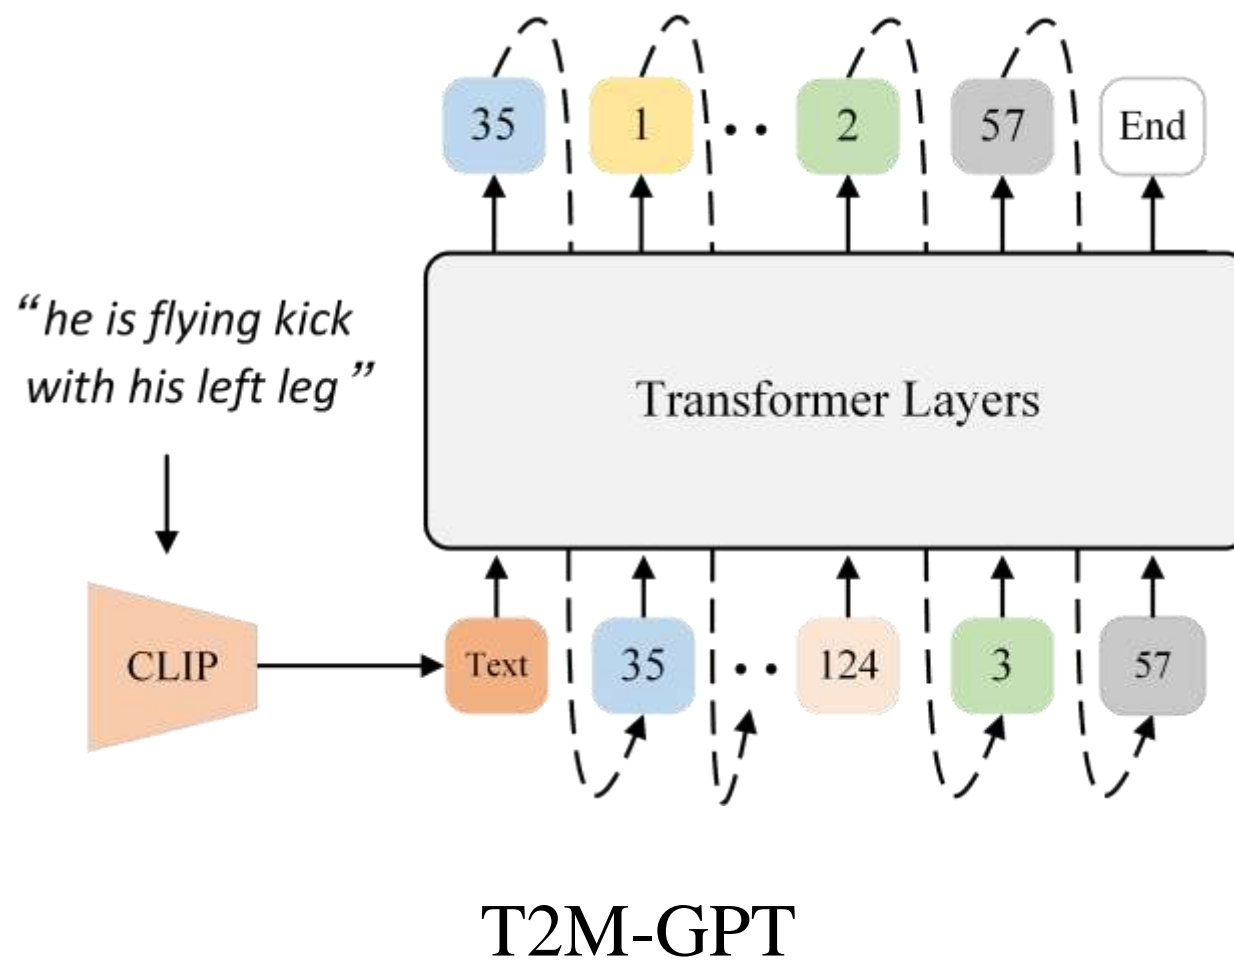 35 1 •• 2 57 End
“he is flying kick
with his left leg”
Transformer Layers
CLIP
Text 35 •• 124 3 57
T2M-GPT